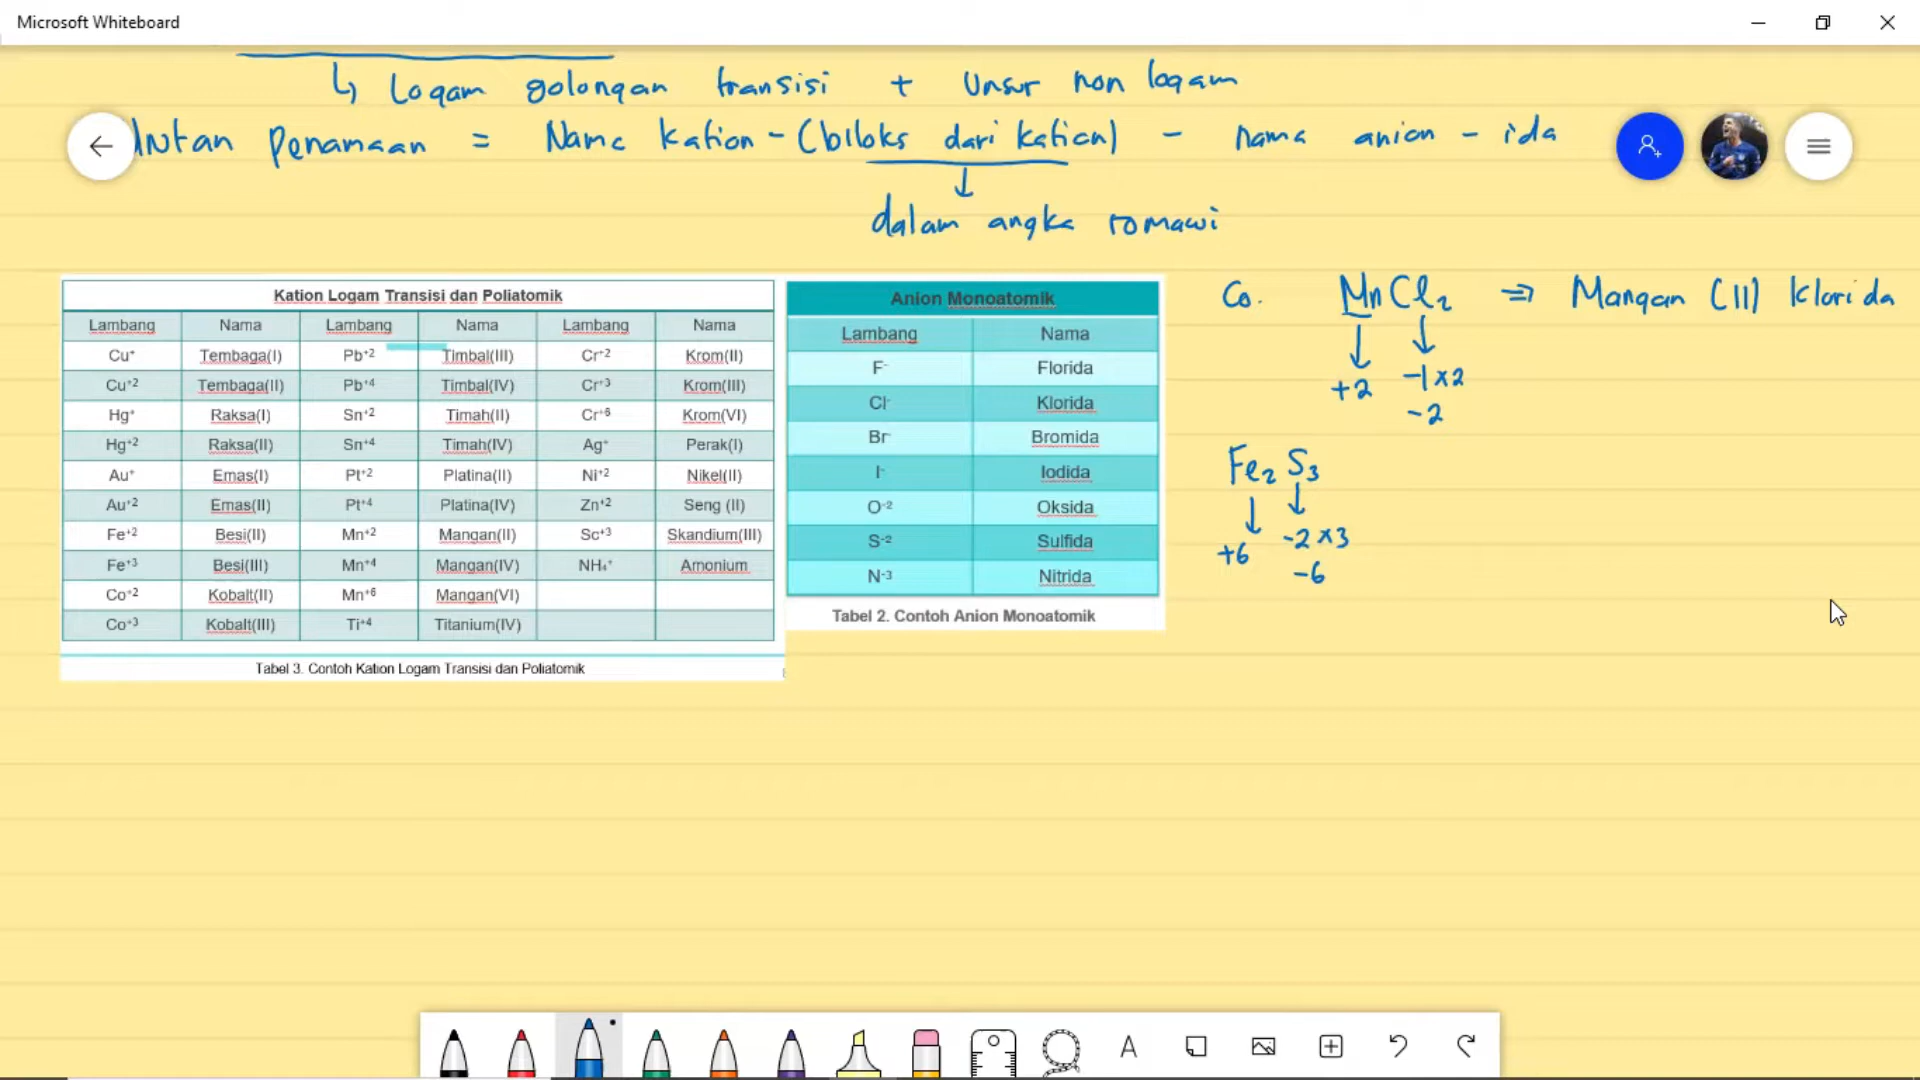 Microsoft Whiteboard
↳ Logam golongan transisi + Unsur non logam
Penamaan = Nama kation - (biloks dari kation) - nama anion - ida
dalam angka romawi
Kation Logam Transisi dan Poliatomik
Lambang Nama Lambang Nama Lambang Nama
Cu⁺ Tembaga(I) Pb⁺² Timbal(III) Cr⁺² Krom(II)
Cu⁺² Tembaga(II) Pb⁺⁴ Timbal(IV) Cr⁺³ Krom(III)
Hg⁺ Raksa(I) Sn⁺² Timah(II) Cr⁺⁶ Krom(VI)
Hg⁺² Raksa(II) Sn⁺⁴ Timah(IV) Ag⁺ Perak(I)
Au⁺ Emas(I) Pt⁺² Platina(II) Ni⁺² Nikel(II)
Au⁺² Emas(II) Pt⁺⁴ Platina(IV) Zn⁺² Seng (II)
Fe⁺² Besi(II) Mn⁺² Mangan(II) Sc⁺³ Skandium(III)
Fe⁺³ Besi(III) Mn⁺⁴ Mangan(IV) NH₄⁺ Amonium
Co⁺² Kobalt(II) Mn⁺⁶ Mangan(VI)
Co⁺³ Kobalt(III) Ti⁺⁴ Titanium(IV)
Tabel 3. Contoh Kation Logam Transisi dan Poliatomik
Anion Monoatomik
Lambang Nama
F⁻ Florida
Cl⁻ Klorida
Br⁻ Bromida
I⁻ Iodida
O⁻² Oksida
S⁻² Sulfida
N⁻³ Nitrida
Tabel 2. Contoh Anion Monoatomik
Co. MnCl₂ ⇒ Mangan (II) klorida
+2 -1 x 2
-2
Fe₂S₃
+6 -2 x 3
-6